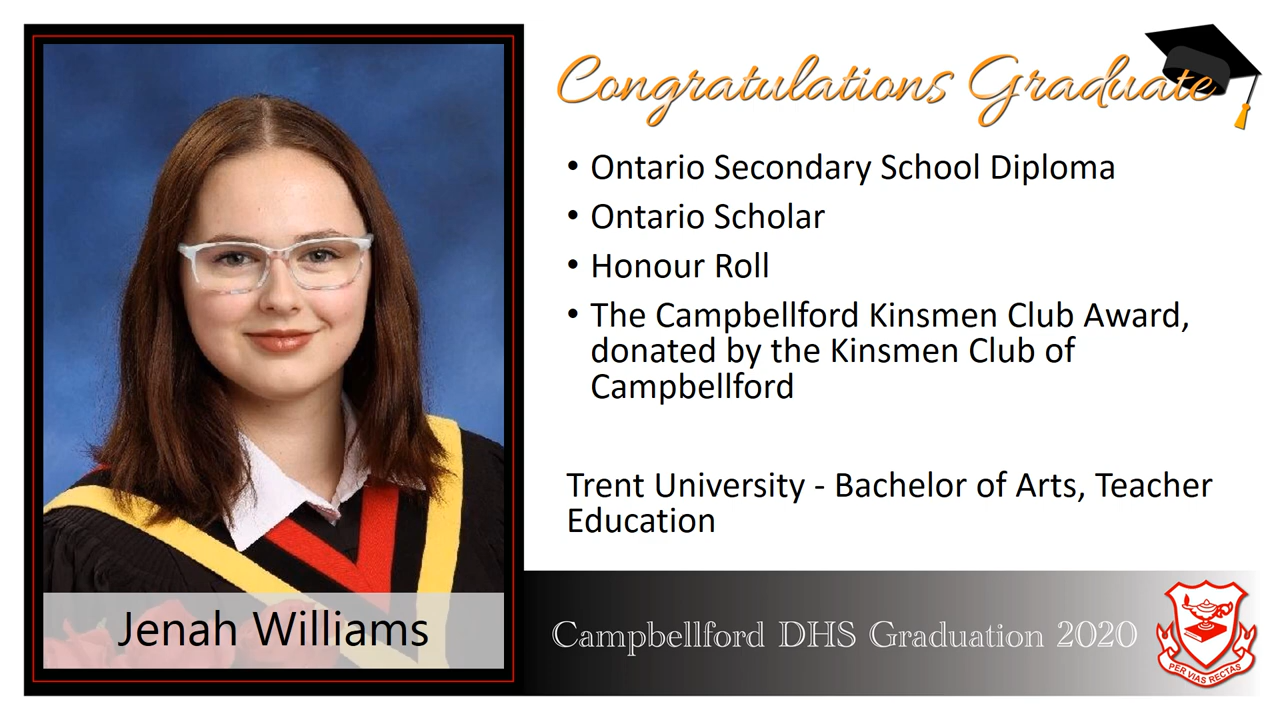 Congratulations Graduate
• Ontario Secondary School Diploma
• Ontario Scholar
• Honour Roll
• The Campbellford Kinsmen Club Award,
donated by the Kinsmen Club of
Campbellford
Trent University - Bachelor of Arts, Teacher
Education
Jenah Williams
Campbellford DHS Graduation 2020
PER VIAS RECTAS